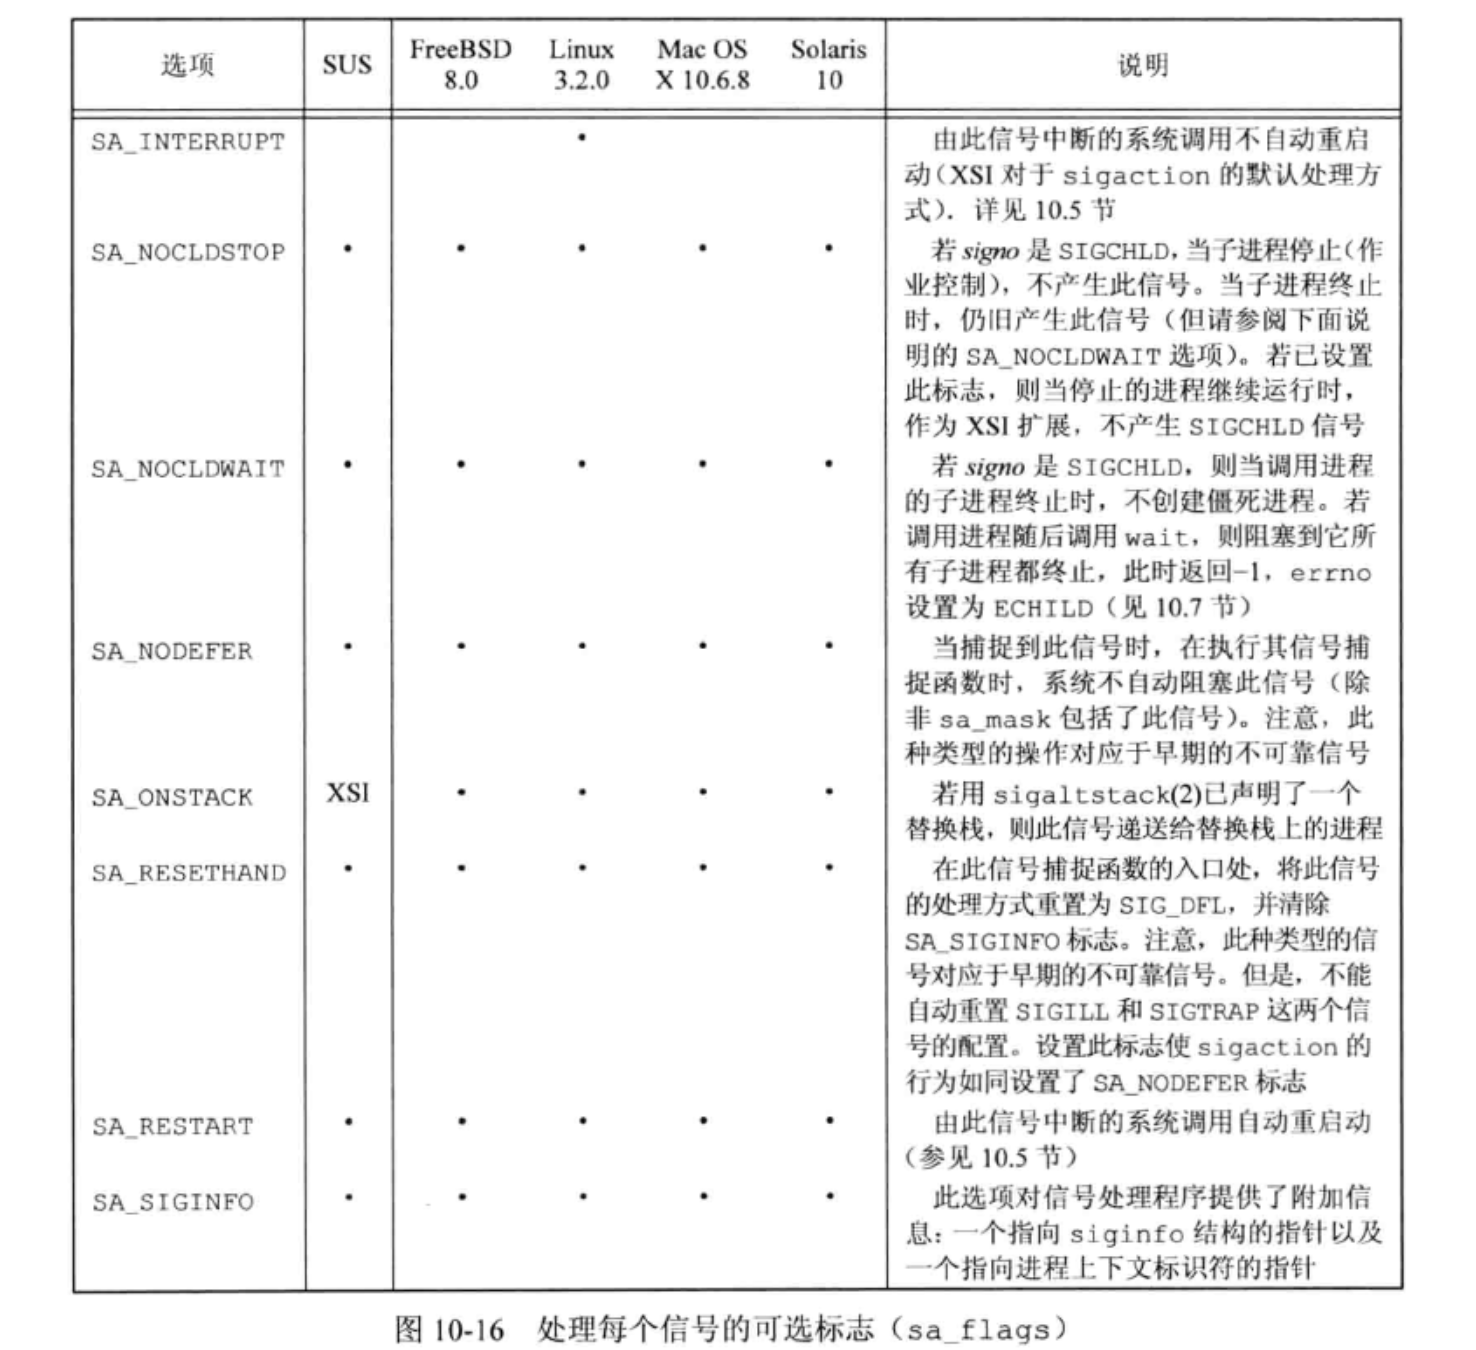 选项 SUS FreeBSD 8.0 Linux 3.2.0 Mac OS X 10.6.8 Solaris 10 说明
SA_INTERRUPT • 由此信号中断的系统调用不自动重启
动（XSI 对于 sigaction 的默认处理方
式）．详见 10.5 节
SA_NOCLDSTOP • • • • • 若 signo 是 SIGCHLD，当子进程停止（作
业控制），不产生此信号。当子进程终止
时，仍旧产生此信号（但请参阅下面说
明的 SA_NOCLDWAIT 选项）。若已设置
此标志，则当停止的进程继续运行时，
作为 XSI 扩展，不产生 SIGCHLD 信号
SA_NOCLDWAIT • • • • • 若 signo 是 SIGCHLD，则当调用进程
的子进程终止时，不创建僵死进程。若
调用进程随后调用 wait，则阻塞到它所
有子进程都终止，此时返回–1，errno
设置为 ECHILD（见 10.7 节）
SA_NODEFER • • • • • 当捕捉到此信号时，在执行其信号捕
捉函数时，系统不自动阻塞此信号（除
非 sa_mask 包括了此信号）。注意，此
种类型的操作对应于早期的不可靠信号
SA_ONSTACK XSI • • • • 若用 sigaltstack(2)已声明了一个
替换栈，则此信号递送给替换栈上的进程
SA_RESETHAND • • • • • 在此信号捕捉函数的入口处，将此信号
的处理方式重置为 SIG_DFL，并清除
SA_SIGINFO 标志。注意，此种类型的信
号对应于早期的不可靠信号。但是，不能
自动重置 SIGILL 和 SIGTRAP 这两个信
号的配置。设置此标志使 sigaction 的
行为如同设置了 SA_NODEFER 标志
SA_RESTART • • • • • 由此信号中断的系统调用自动重启动
（参见 10.5 节）
SA_SIGINFO • • • • • 此选项对信号处理程序提供了附加信
息：一个指向 siginfo 结构的指针以及
一个指向进程上下文标识符的指针
图 10-16 处理每个信号的可选标志（sa_flags）